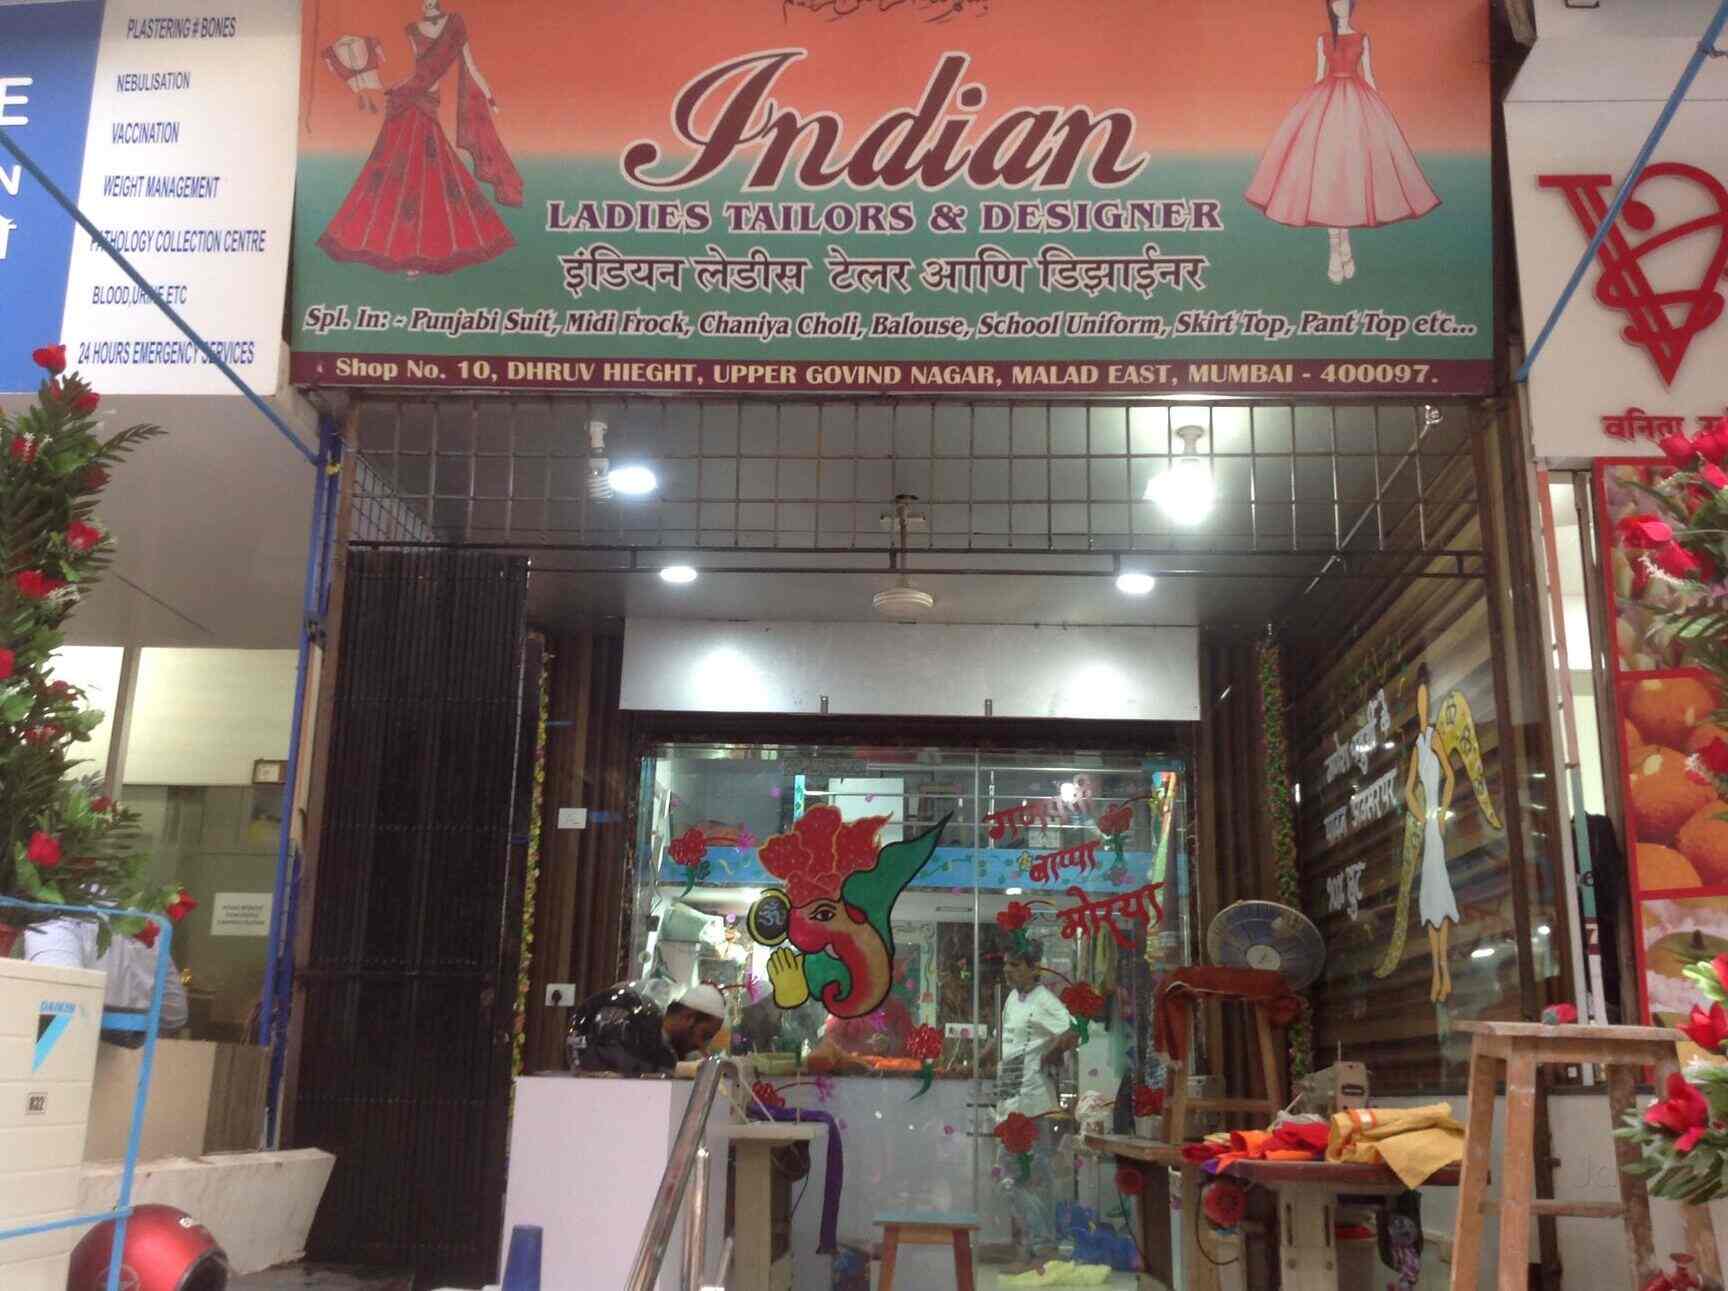 PLASTERING # BONES
NEBULISATION
VACCINATION
WEIGHT MANAGEMENT
PATHOLOGY COLLECTION CENTRE
BLOOD,URINE,ETC
24 HOURS EMERGENCY SERVICES
E
N
Indian
LADIES TAILORS & DESIGNER
इंडियन लेडीस टेलर आणि डिझाईनर
Spl. In: - Punjabi Suit, Midi Frock, Chaniya Choli, Balouse, School Uniform, Skirt Top, Pant Top etc...
Shop No. 10, DHRUV HIEGHT, UPPER GOVIND NAGAR, MALAD EAST, MUMBAI - 400097.
वनिता
गणपती
बाप्पा
मोरया
ॐ
DAIKIN